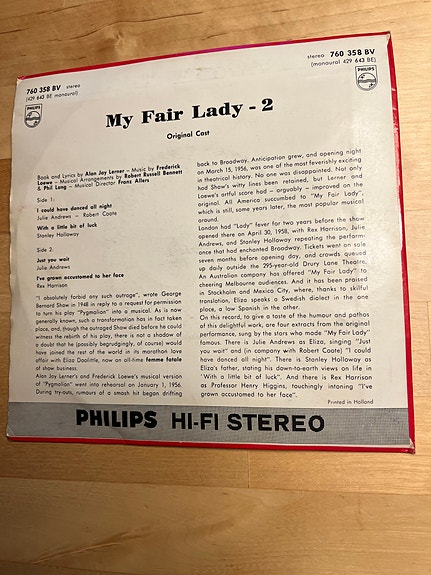 760 358 BV stereo
(429 643 BE monaural)
PHILIPS
stereo 760 358 BV
(monaural 429 643 BE)
PHILIPS
My Fair Lady - 2
Original Cast
Book and Lyrics by Alan Jay Lerner - Music by Frederick
Loewe - Musical Arrangements by Robert Russell Bennett
& Phil Lang - Musical Director Franz Allers
Side 1:
I could have danced all night
Julie Andrews - Robert Coote
With a little bit of luck
Stanley Holloway
Side 2:
Just you wait
Julie Andrews
I've grown accustomed to her face
Rex Harrison
"I absolutely forbid any such outrage", wrote George
Bernard Shaw in 1948 in reply to a request for permission
to turn his play "Pygmalion" into a musical. As is now
generally known, such a transformation has in fact taken
place, and, though the outraged Shaw died before he could
witness the rebirth of his play, there is not a shadow of
a doubt that he (possibly begrudgingly, of course) would
have joined the rest of the world in its marathon love
affair with Eliza Doolittle, now an all-time femme fatale
of show business.
Alan Jay Lerner's and Frederick Loewe's musical version
of "Pygmalion" went into rehearsal on January 1, 1956.
During try-outs, rumours of a smash hit began drifting
back to Broadway. Anticipation grew, and opening night
on March 15, 1956, was one of the most feverishly exciting
in theatrical history. No one was disappointed. Not only
had Shaw's witty lines been retained, but Lerner and
Loewe's artful score had – arguably – improved on the
original. All America succumbed to "My Fair Lady",
which is still, some years later, the most popular musical
around.
London had "Lady" fever for two years before the show
opened there on April 30, 1958, with Rex Harrison, Julie
Andrews, and Stanley Holloway repeating the perform-
ances that had enchanted Broadway. Tickets went on sale
seven months before opening day, and crowds queued
up daily outside the 295-year-old Drury Lane Theatre.
An Australian company has offered "My Fair Lady" to
cheering Melbourne audiences. And it has been praised
in Stockholm and Mexico City, where, thanks to skilful
translation, Eliza speaks a Swedish dialect in the one
place, a low Spanish in the other.
On this record, to give a taste of the humour and pathos
of this delightful work, are four extracts from the original
performance, sung by the stars who made "My Fair Lady"
famous. There is Julie Andrews as Eliza, singing "Just
you wait" and (in company with Robert Coote) "I could
have danced all night". There is Stanley Holloway as
Eliza's father, stating his down-to-earth views on life in
"With a little bit of luck". And there is Rex Harrison
as Professor Henry Higgins, touchingly intoning "I've
grown accustomed to her face".
Printed in Holland
PHILIPS HI-FI STEREO